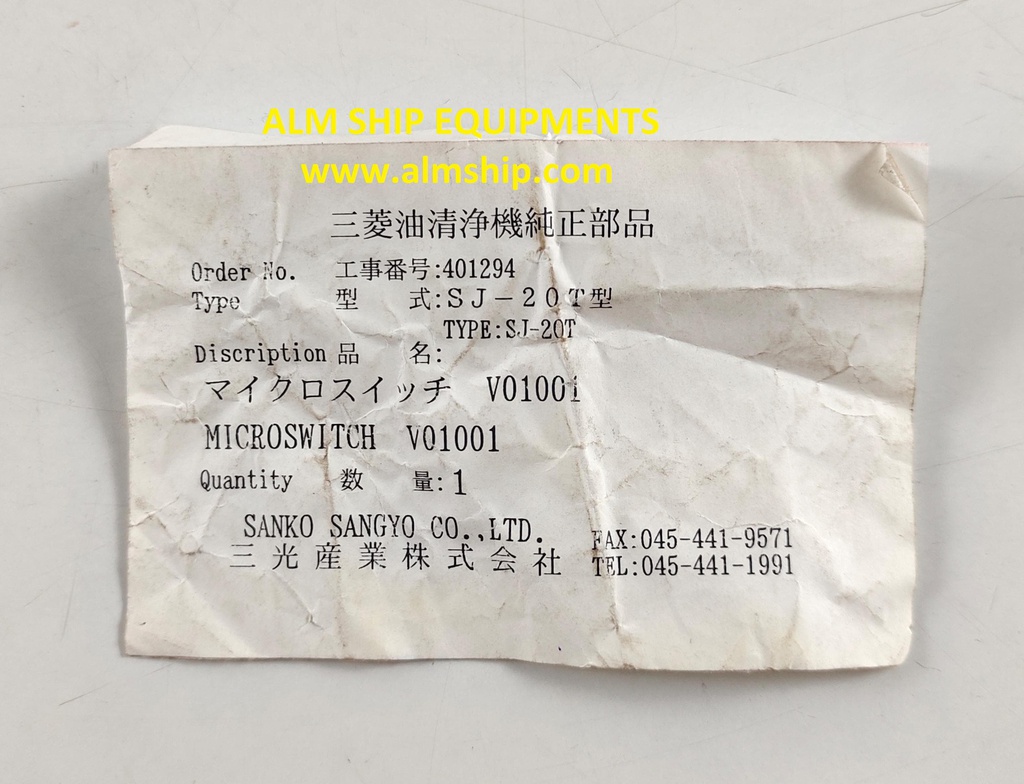 ALM SHIP EQUIPMENTS
www.almship.com
三菱油清浄機純正部品
Order No. 工事番号:401294
Type 型 式:ＳＪ－２０Ｔ型
TYPE:SJ-20T
Discription 品 名:
マイクロスイッチ V01001
MICROSWITCH V01001
Quantity 数 量:1
SANKO SANGYO CO.,LTD. FAX:045-441-9571
三光産業株式会社 TEL:045-441-1991